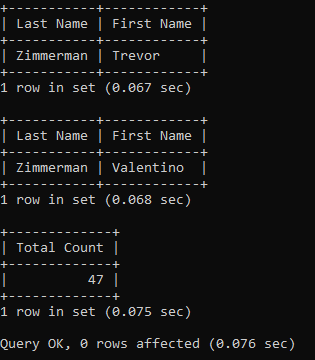 +-----------+------------+
| Last Name | First Name |
+-----------+------------+
| Zimmerman | Trevor     |
+-----------+------------+
1 row in set (0.067 sec)

+-----------+------------+
| Last Name | First Name |
+-----------+------------+
| Zimmerman | Valentino  |
+-----------+------------+
1 row in set (0.068 sec)

+-------------+
| Total Count |
+-------------+
|          47 |
+-------------+
1 row in set (0.075 sec)

Query OK, 0 rows affected (0.076 sec)